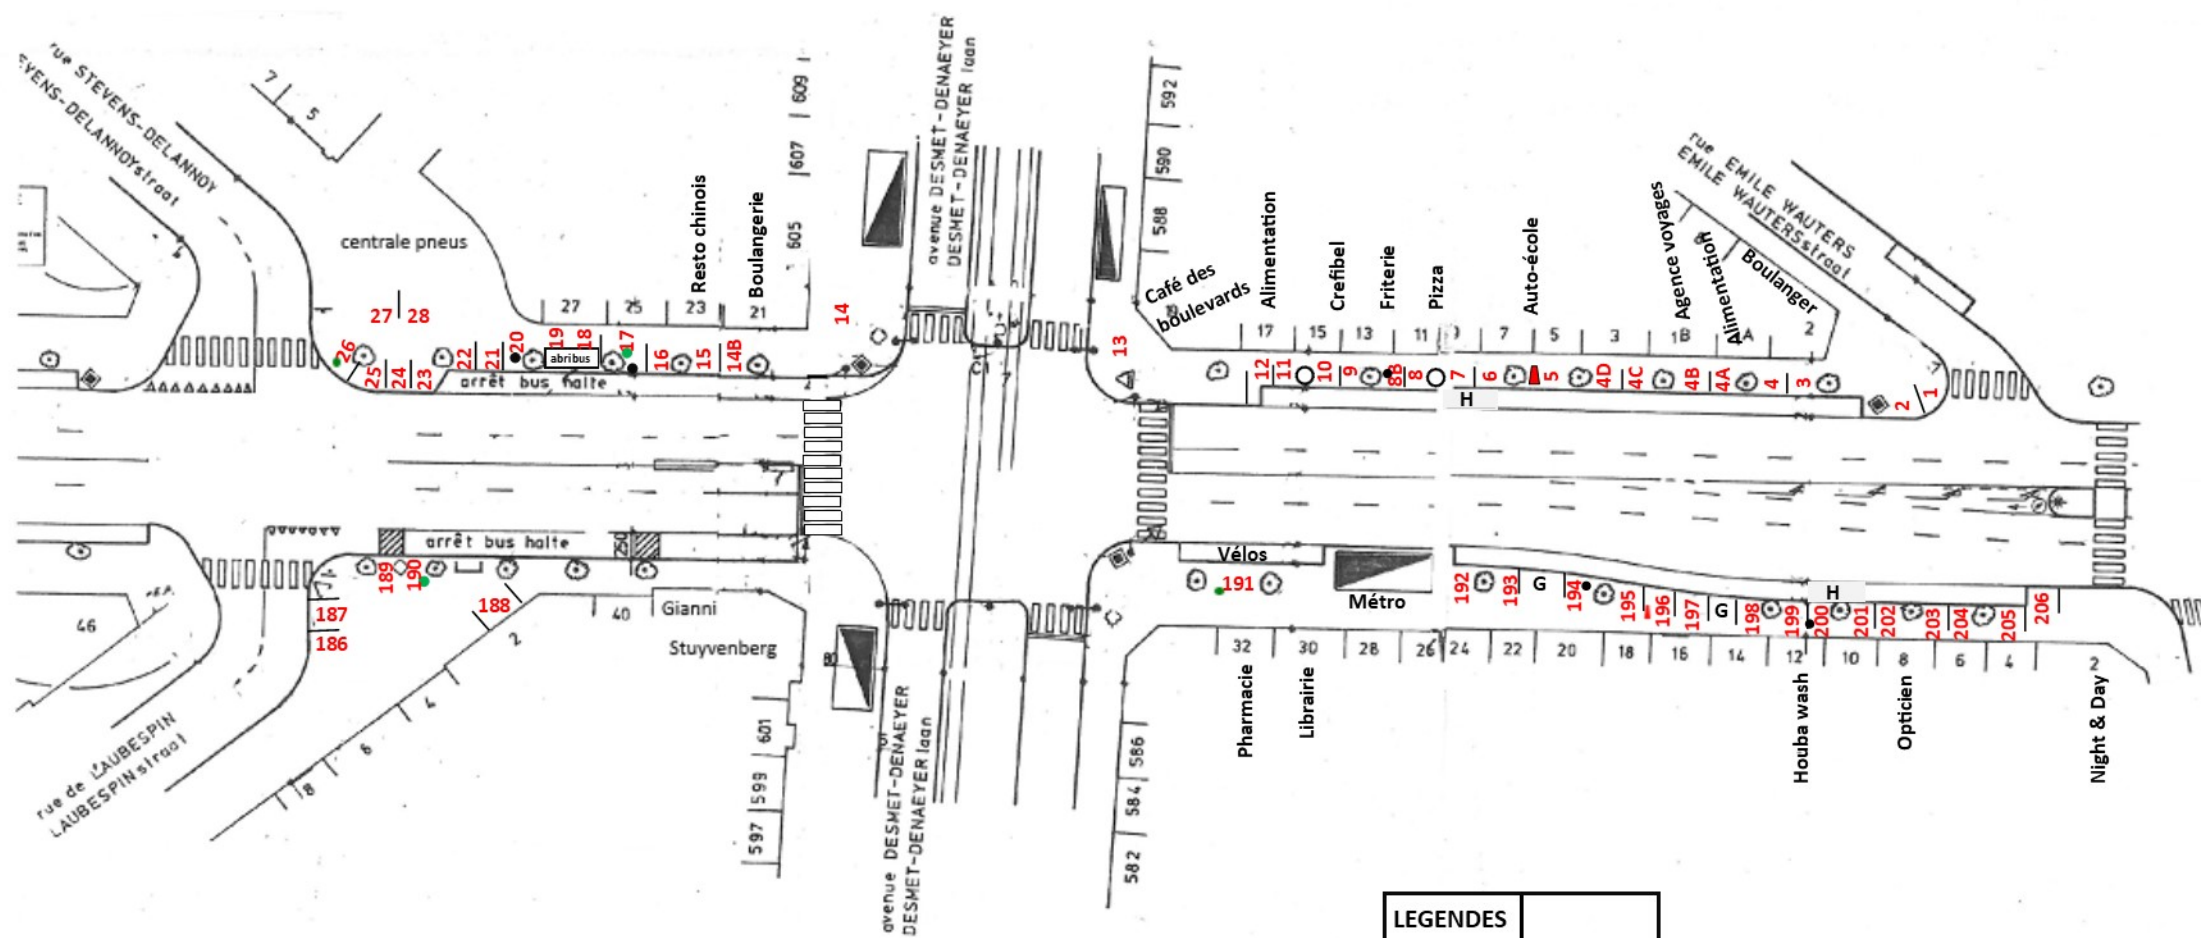 rue STEVENS-DELANNOY
EYENS-DELANNOYstraat
7
5
centrale pneus
27
28
26
25
24
23
22
21
20
19
18
17
16
15
14B
abribus
arrêt bus halte
27
25
23
21
Resto chinois
Boulangerie
609
607
605
14
avenue DESMET-DENAEYER
DESMET-DENAEYER laan
13
592
590
588
Café des
boulevards
Alimentation
Crefibel
Friterie
Pizza
Auto-école
Agence voyages
Alimentation
Boulanger
rue EMILE WAUTERS
EMILE WAUTERSstraat
17
15
13
11
7
5
3
1B
1A
2
12
11
10
9
8B
8
7
6
5
4D
4C
4B
4A
4
3
2
1
H
arrêt bus halte
250
189
190
187
186
188
46
2
4
6
8
40
Gianni
Stuyvenberg
rue de L'AUBESPIN
LAUBESPINstraat
601
599
597
80
avenue DESMET-DENAEYER
DESMET-DENAEYER laan
586
584
582
Vélos
191
Métro
192
193
G
194
195
196
197
G
198
199
200
201
202
203
204
205
206
H
32
30
28
26
24
22
20
18
16
14
12
10
8
6
4
2
Pharmacie
Librairie
Houba wash
Opticien
Night & Day
LEGENDES